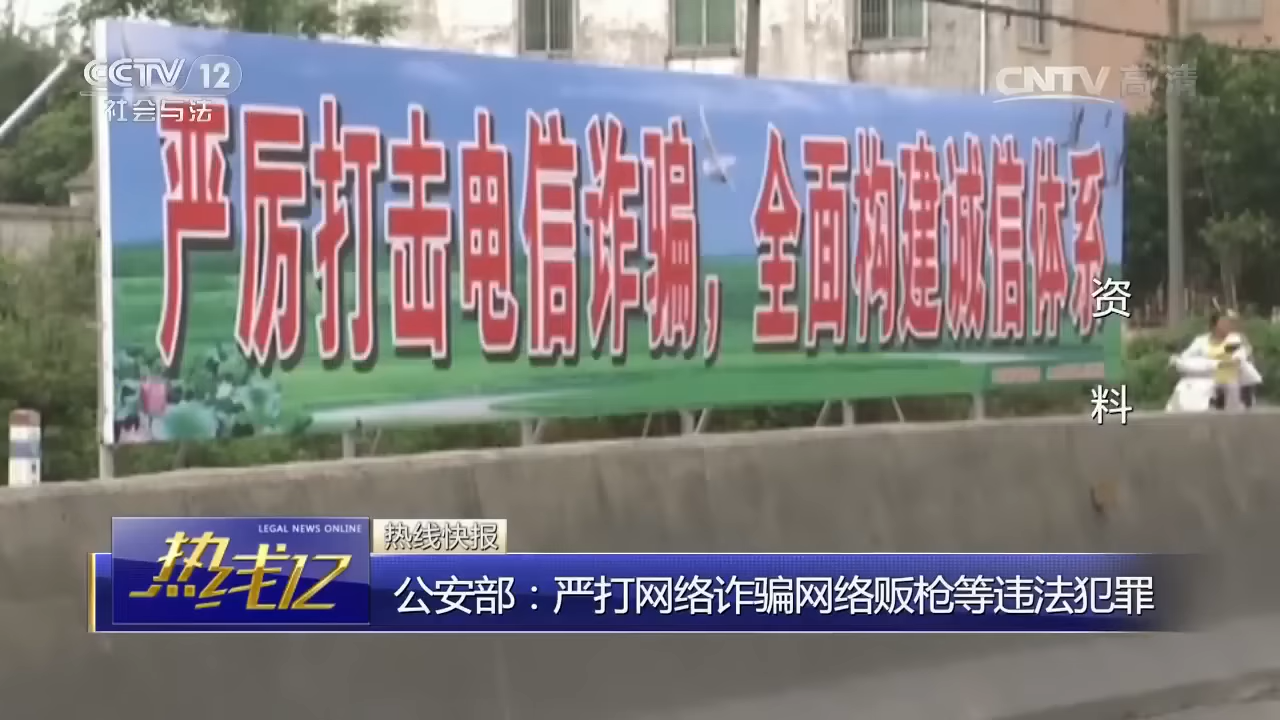 CCTV 12
社会与法
CNTV 高清
严厉打击电信诈骗，全面构建诚信体系
资料
LEGAL NEWS ONLINE
热线12
热线快报
公安部：严打网络诈骗网络贩枪等违法犯罪